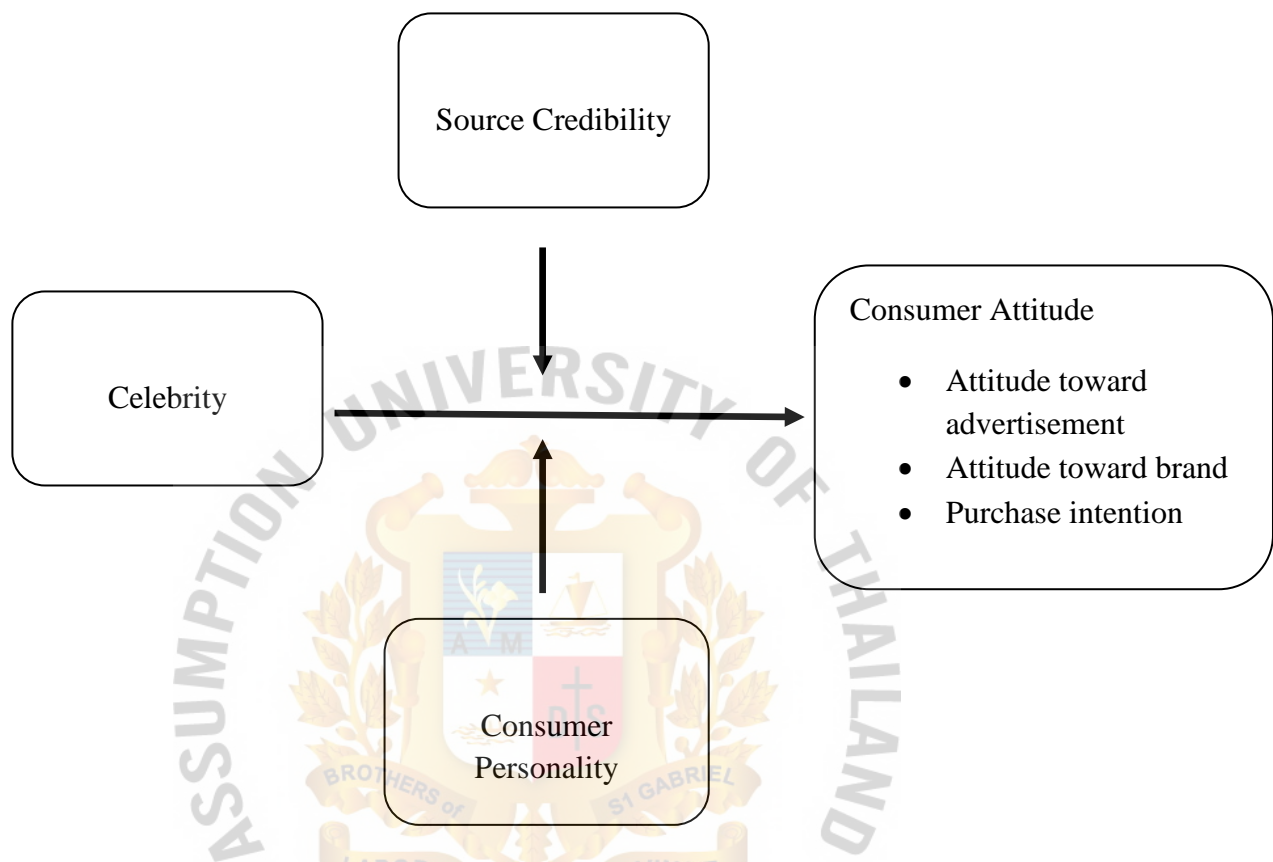 Source Credibility
Celebrity
Consumer Attitude
• Attitude toward
advertisement
• Attitude toward brand
• Purchase intention
Consumer
Personality
ASSUMPTION UNIVERSITY OF THAILAND
A M
D S
BROTHERS of
S1 GABRIEL